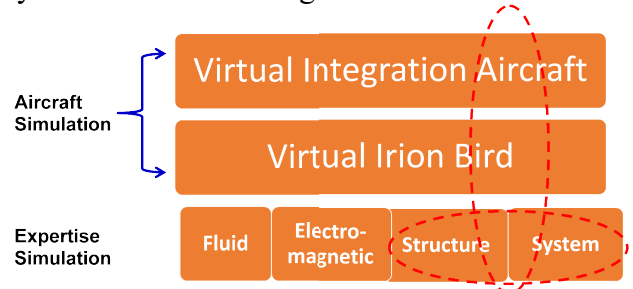 Virtual Integration Aircraft
Aircraft
Simulation
Virtual Irion Bird
Expertise
Simulation
Fluid
Electro-
magnetic
Structure
System